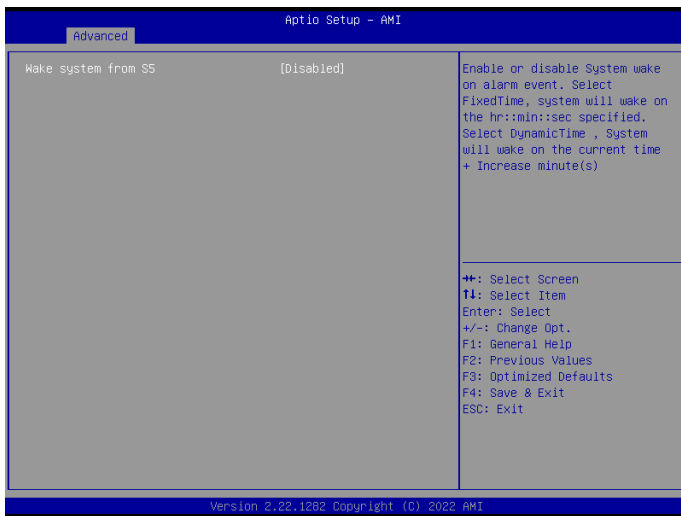 Aptio Setup – AMI
Advanced
Wake system from S5 [Disabled]
Enable or disable System wake
on alarm event. Select
FixedTime, system will wake on
the hr::min::sec specified.
Select DynamicTime , System
will wake on the current time
+ Increase minute(s)
→←: Select Screen
↑↓: Select Item
Enter: Select
+/-: Change Opt.
F1: General Help
F2: Previous Values
F3: Optimized Defaults
F4: Save & Exit
ESC: Exit
Version 2.22.1282 Copyright (C) 2022 AMI